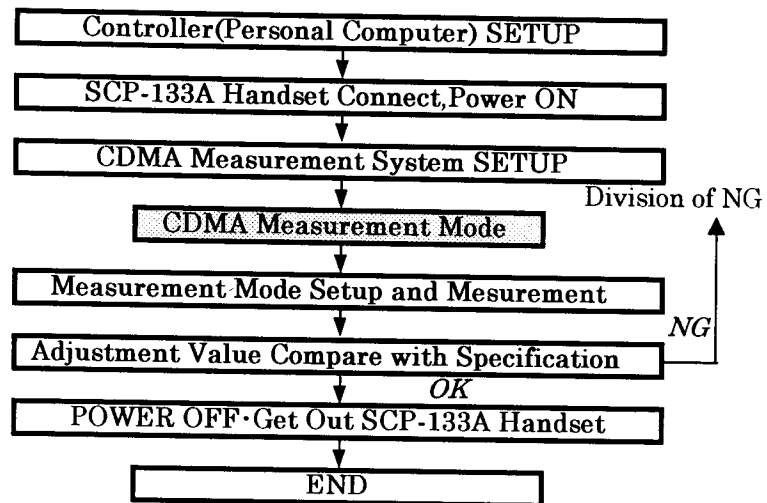 Controller(Personal Computer) SETUP
SCP-133A Handset Connect,Power ON
CDMA Measurement System SETUP
Division of NG
CDMA Measurement Mode
Measurement Mode Setup and Mesurement
NG
Adjustment Value Compare with Specification
OK
POWER OFF·Get Out SCP-133A Handset
END